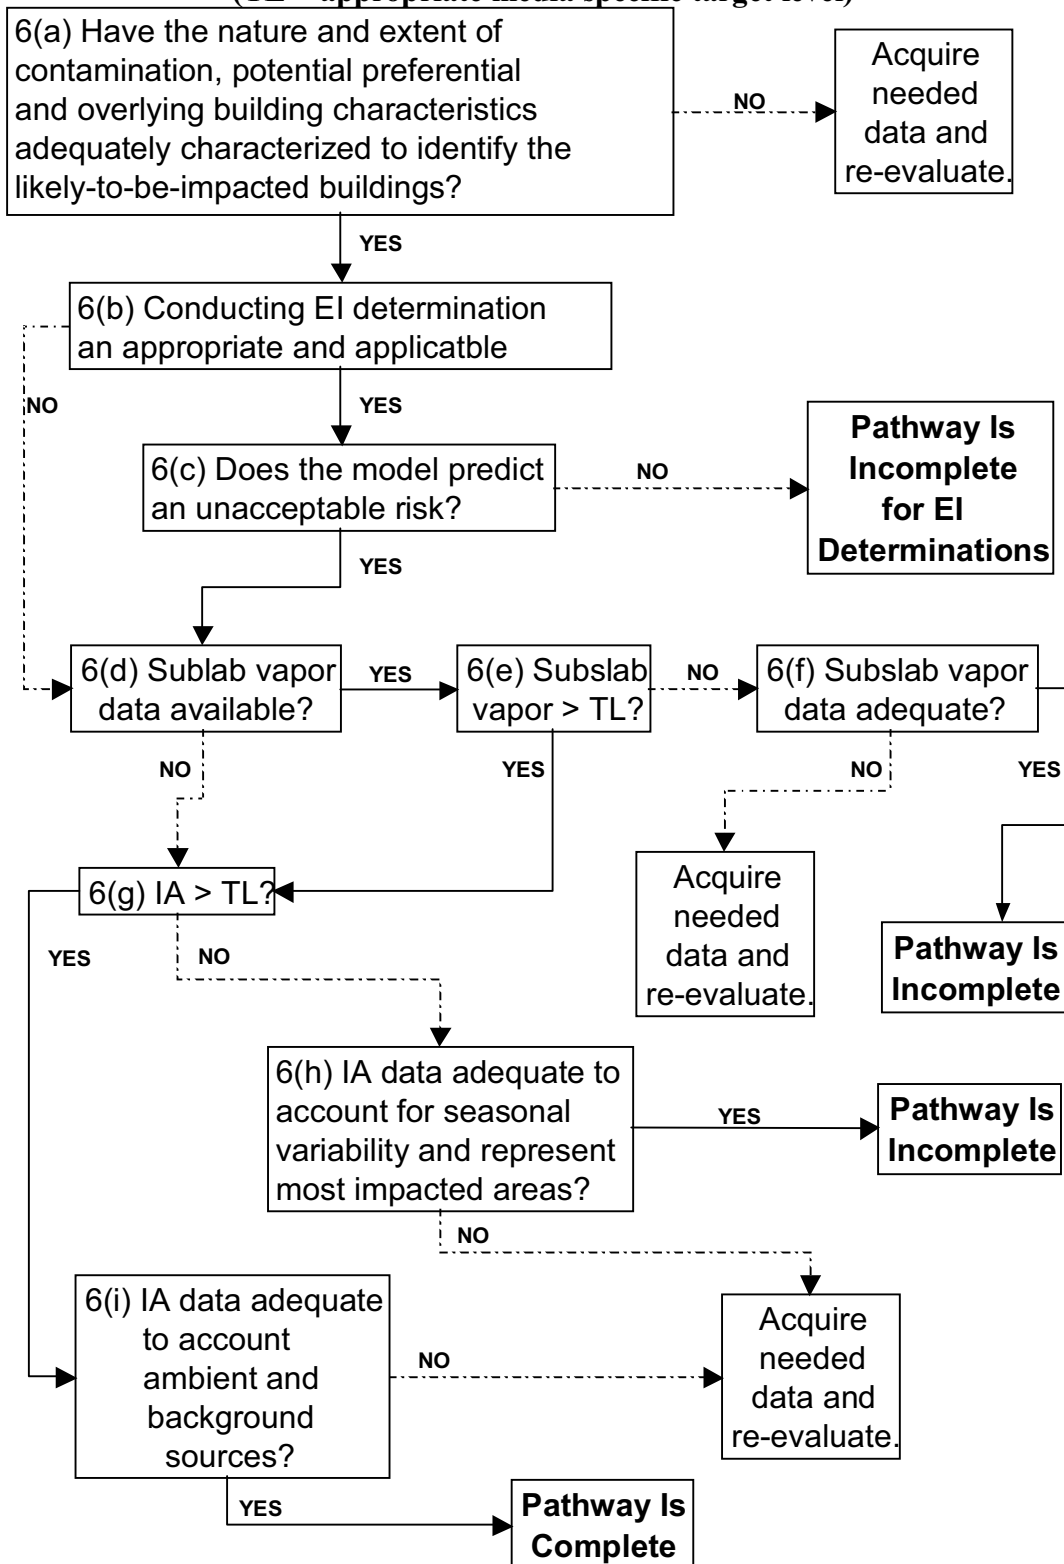 (TL = appropriate media specific target level)
6(a) Have the nature and extent of
contamination, potential preferential
and overlying building characteristics
adequately characterized to identify the
likely-to-be-impacted buildings?
NO
Acquire
needed
data and
re-evaluate.
YES
6(b) Conducting EI determination
an appropriate and applicatble
NO
YES
6(c) Does the model predict
an unacceptable risk?
NO
Pathway Is
Incomplete
for EI
Determinations
YES
6(d) Sublab vapor
data available?
YES
6(e) Subslab
vapor > TL?
NO
6(f) Subslab vapor
data adequate?
NO
YES
NO
YES
Acquire
needed
data and
re-evaluate.
6(g) IA > TL?
YES
NO
Pathway Is
Incomplete
6(h) IA data adequate to
account for seasonal
variability and represent
most impacted areas?
YES
Pathway Is
Incomplete
NO
6(i) IA data adequate
to account
ambient and
background
sources?
NO
Acquire
needed
data and
re-evaluate.
YES
Pathway Is
Complete